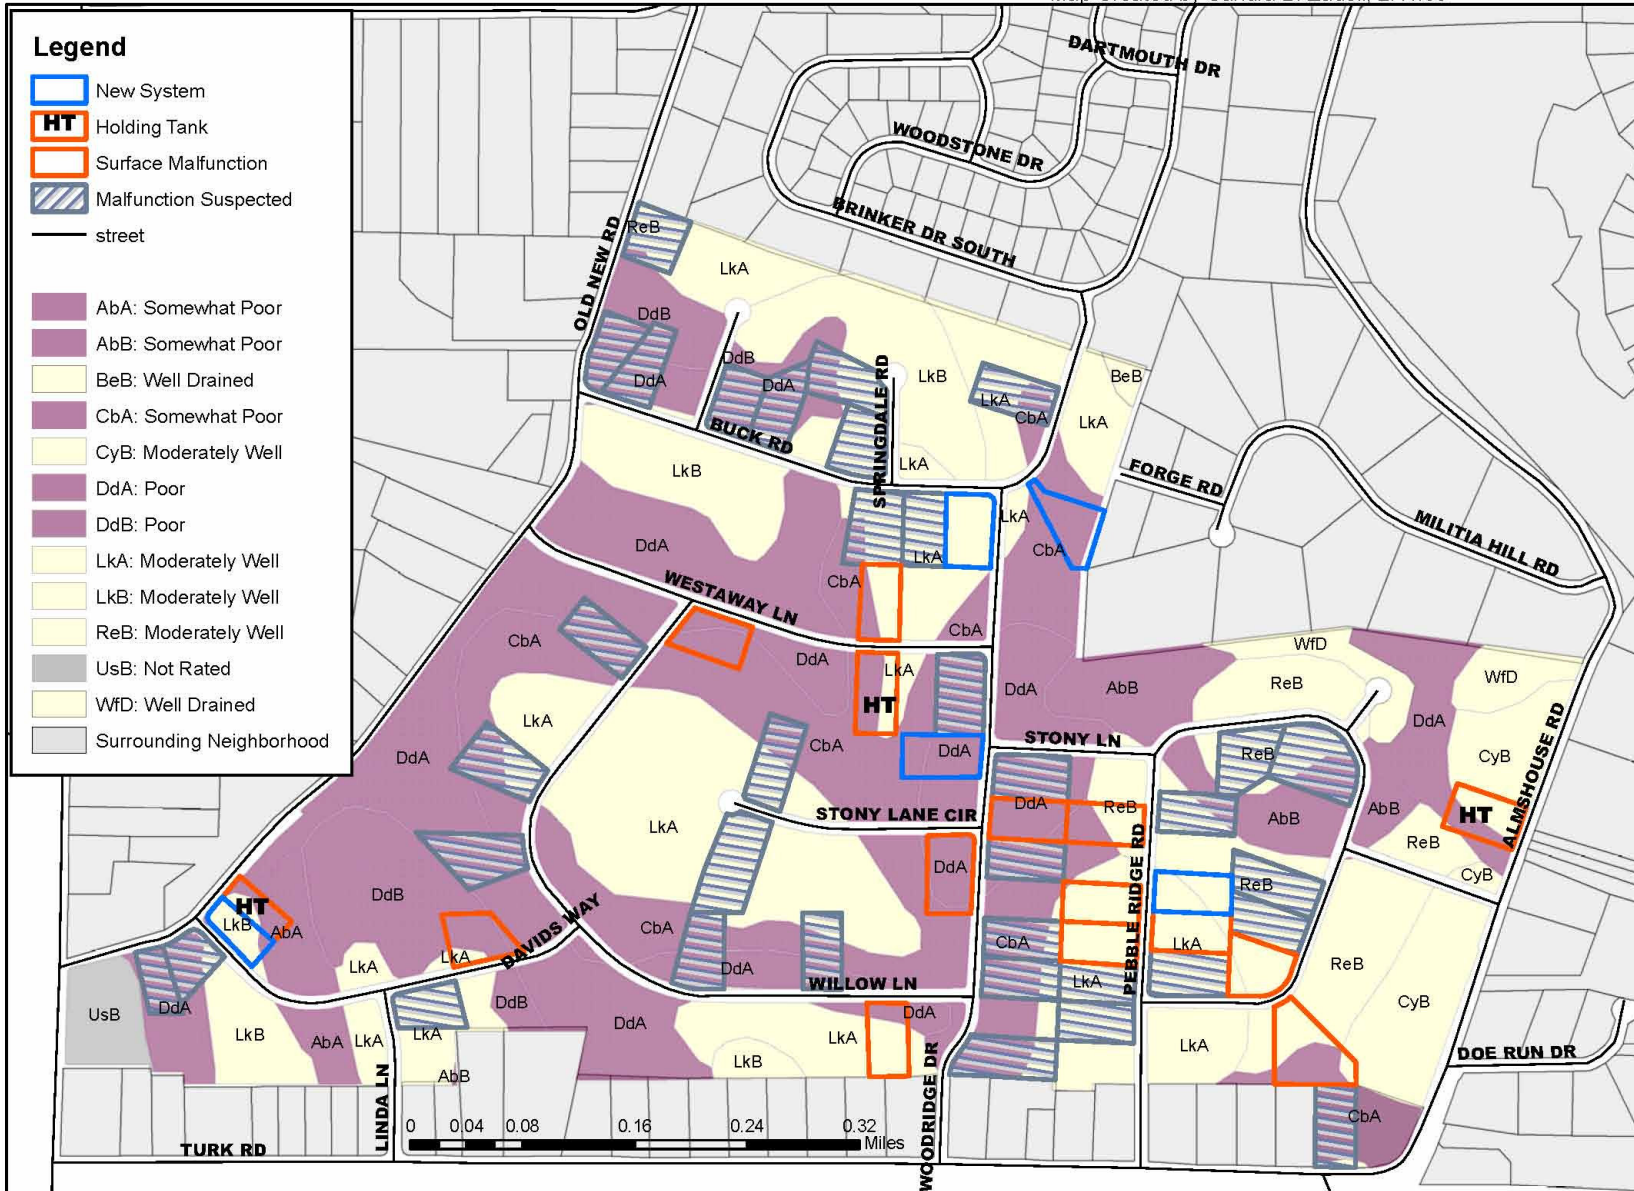 Legend
New System
HT Holding Tank
Surface Malfunction
Malfunction Suspected
street
AbA: Somewhat Poor
AbB: Somewhat Poor
BeB: Well Drained
CbA: Somewhat Poor
CyB: Moderately Well
DdA: Poor
DdB: Poor
LkA: Moderately Well
LkB: Moderately Well
ReB: Moderately Well
UsB: Not Rated
WfD: Well Drained
Surrounding Neighborhood
DARTMOUTH DR
WOODSTONE DR
BRINKER DR SOUTH
OLD NEW RD
ReB
LkA
DdB
DdB
DdA
DdA
SPRINGDALE RD
LkB
LkA
CbA
BeB
LkA
BUCK RD
LkB
LkA
FORGE RD
MILITIA HILL RD
LkA
LkA
CbA
DdA
CbA
WESTAWAY LN
CbA
CbA
DdA
LkA
HT
DdA
AbB
WfD
ReB
WfD
DdA
LkA
CbA
DdA
STONY LN
ReB
CyB
ALMSHOUSE RD
DdA
LkA
STONY LANE CIR
DdA
ReB
AbB
AbB
HT
ReB
CyB
PEBBLE RIDGE RD
DdB
DdA
ReB
HT
LkB
AbA
DAVIDS WAY
CbA
CbA
LkA
LkA
LkA
DdA
WILLOW LN
LkA
ReB
CyB
UsB
DdA
LkB
AbA
LkA
LkA
DdB
DdA
LkA
DdA
LkB
LkA
DOE RUN DR
AbB
LINDA LN
WOODRIDGE DR
CbA
0 0.04 0.08 0.16 0.24 0.32
Miles
TURK RD